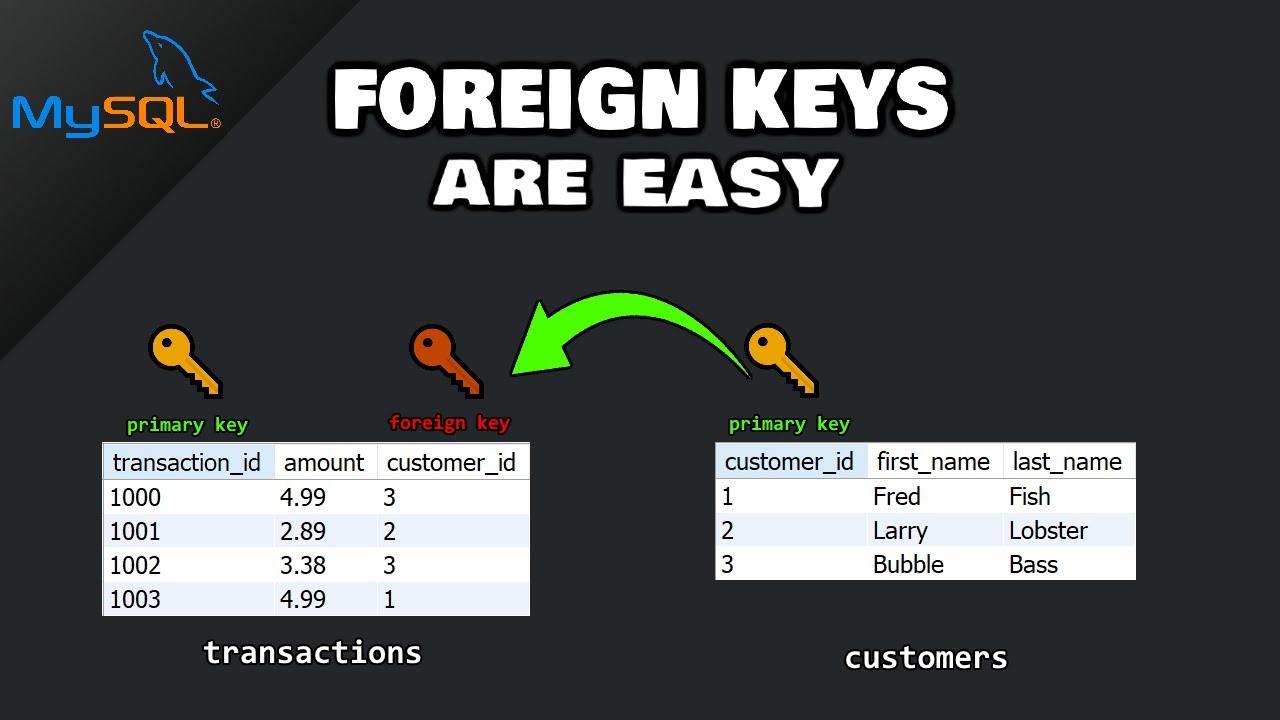 MySQL®
FOREIGN KEYS
ARE EASY
primary key
foreign key
transaction_id amount customer_id
1000 4.99 3
1001 2.89 2
1002 3.38 3
1003 4.99 1
transactions
primary key
customer_id first_name last_name
1 Fred Fish
2 Larry Lobster
3 Bubble Bass
customers